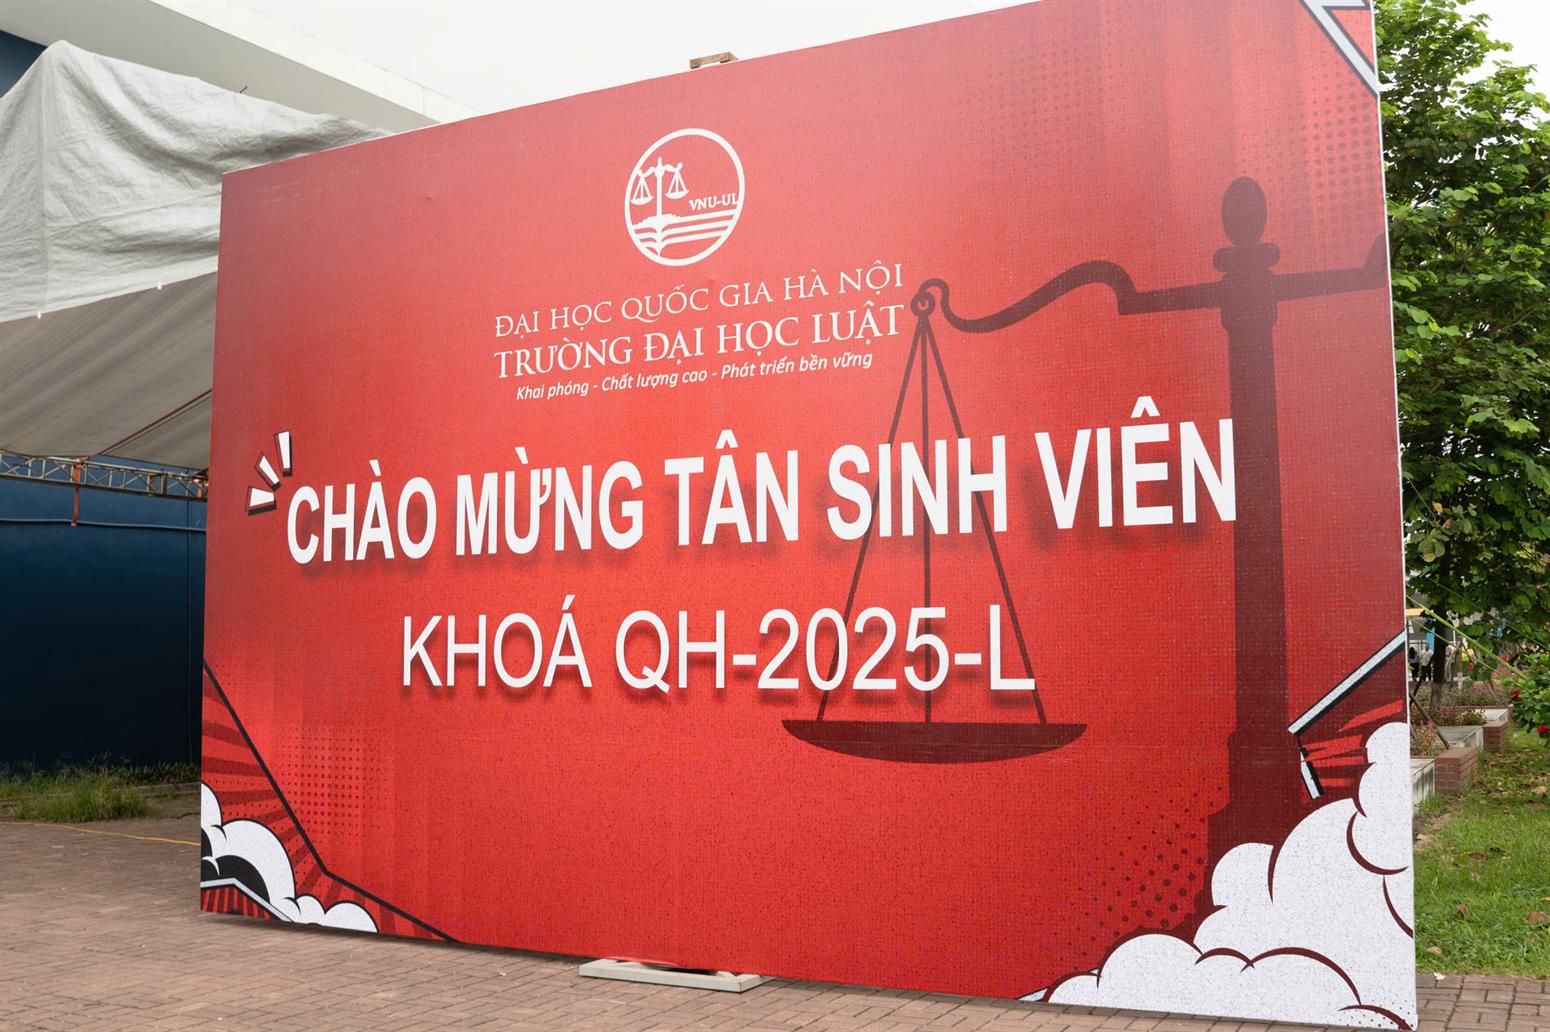 VNU-UL
ĐẠI HỌC QUỐC GIA HÀ NỘI
TRƯỜNG ĐẠI HỌC LUẬT
Khai phóng - Chất lượng cao - Phát triển bền vững
CHÀO MỪNG TÂN SINH VIÊN
KHOÁ QH-2025-L